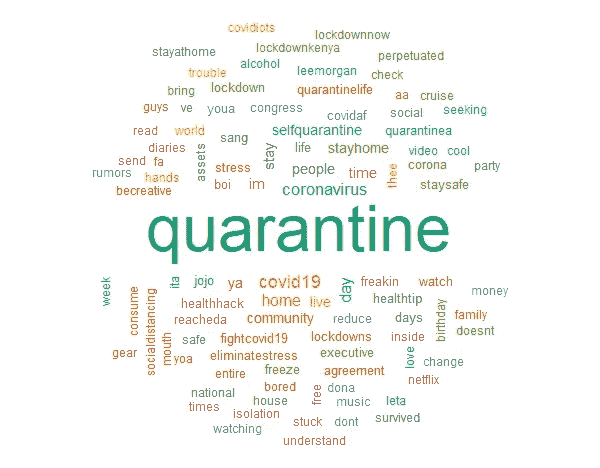 covidiots
lockdownnow
stayathome lockdownkenya perpetuated
trouble alcohol leemorgan check
bring lockdown quarantinelife aa cruise
guys ve youa congress covidaf social seeking
read world sang selfquarantine quarantinea
diaries assets stay life stayhome video cool
send fa stress people time thee corona party
rumors hands boi im coronavirus staysafe
becreative
quarantine
week ita jojo ya covid19 day freakin watch money
consume healthhack home live healthtip birthday
socialdistancing reacheda community reduce days family
mouth safe fightcovid19 lockdowns inside doesnt
gear yoa eliminatestress executive love change
entire freeze agreement netflix
national bored free dona
times house music leta
isolation stuck dont survived
watching
understand